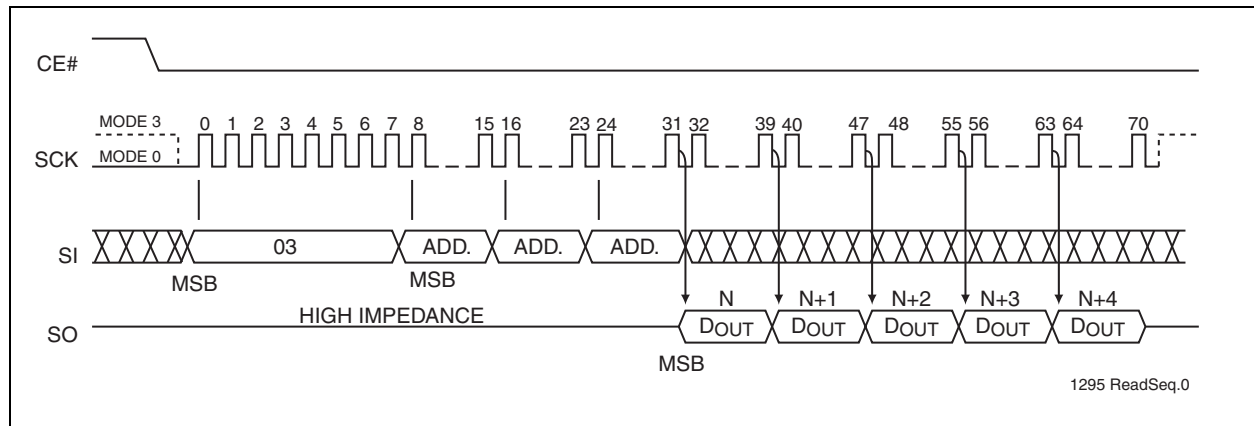 CE#
MODE 3
0 1 2 3 4 5 6 7 8 15 16 23 24 31 32 39 40 47 48 55 56 63 64 70
SCK
MODE 0
SI
03 ADD. ADD. ADD.
MSB MSB
N N+1 N+2 N+3 N+4
HIGH IMPEDANCE
SO
DOUT DOUT DOUT DOUT DOUT
MSB
1295 ReadSeq.0